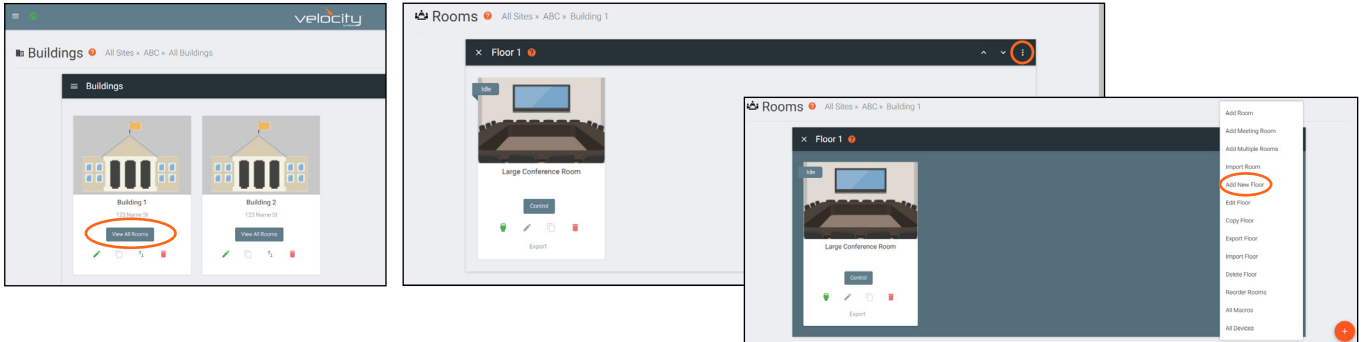 velocity
Buildings ? All Sites » ABC » All Buildings
Buildings
Building 1
123 Name St
View All Rooms
Building 2
123 Name St
View All Rooms
Rooms ? All Sites » ABC » Building 1
Floor 1 ?
Idle
Large Conference Room
Control
Export
Rooms ? All Sites » ABC » Building 1
Floor 1 ?
Idle
Large Conference Room
Control
Export
Add Room
Add Meeting Room
Add Multiple Rooms
Import Room
Add New Floor
Edit Floor
Copy Floor
Export Floor
Import Floor
Delete Floor
Reorder Rooms
All Macros
All Devices